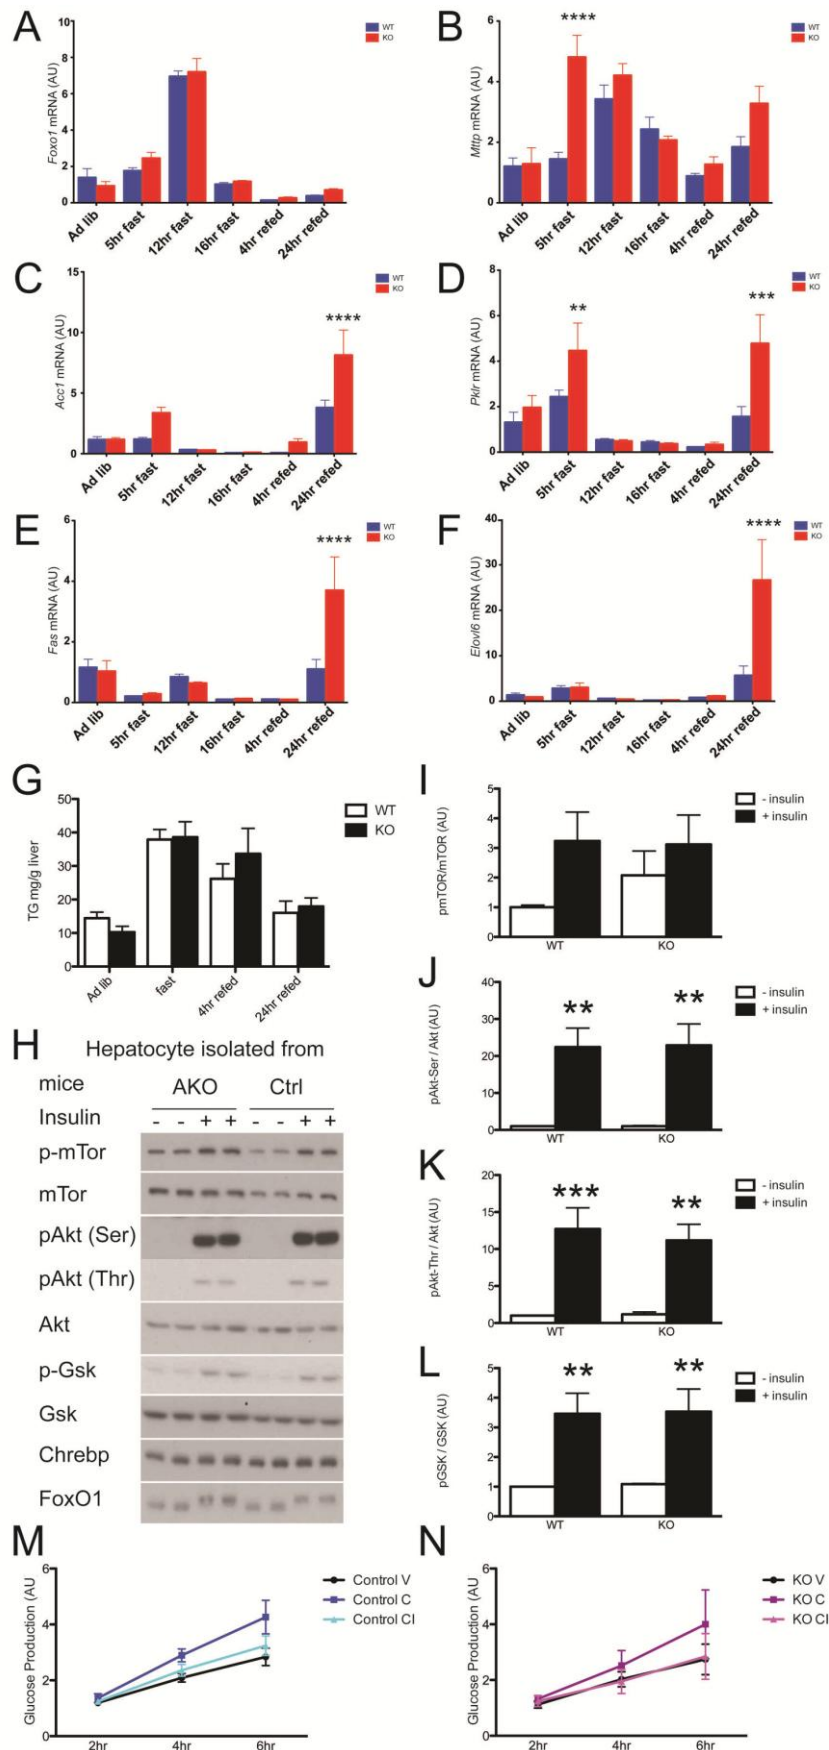 A
Foxo1 mRNA (AU)
10
8
6
4
2
0
Ad lib
5hr fast
12hr fast
16hr fast
4hr refed
24hr refed
WT
KO
B
Mttp mRNA (AU)
6
4
2
0
****
Ad lib
5hr fast
12hr fast
16hr fast
4hr refed
24hr refed
WT
KO
C
Acc1 mRNA (AU)
15
10
5
0
****
Ad lib
5hr fast
12hr fast
16hr fast
4hr refed
24hr refed
WT
KO
D
Pklr mRNA (AU)
8
6
4
2
0
**
***
Ad lib
5hr fast
12hr fast
16hr fast
4hr refed
24hr refed
WT
KO
E
Fas mRNA (AU)
6
4
2
0
****
Ad lib
5hr fast
12hr fast
16hr fast
4hr refed
24hr refed
WT
KO
F
Elovl6 mRNA (AU)
40
30
20
10
0
****
Ad lib
5hr fast
12hr fast
16hr fast
4hr refed
24hr refed
WT
KO
G
TG mg/g liver
50
40
30
20
10
0
Ad lib
fast
4hr refed
24hr refed
WT
KO
H Hepatocyte isolated from
mice AKO Ctrl
Insulin - - + + - - + +
p-mTor
mTor
pAkt (Ser)
pAkt (Thr)
Akt
p-Gsk
Gsk
Chrebp
FoxO1
I
pmTOR/mTOR (AU)
5
4
3
2
1
0
WT KO
- insulin
+ insulin
J
pAkt-Ser / Akt (AU)
40
30
20
10
0
** **
WT KO
- insulin
+ insulin
K
pAkt-Thr / Akt (AU)
20
15
10
5
0
*** **
WT KO
- insulin
+ insulin
L
pGSK / GSK (AU)
5
4
3
2
1
0
** **
WT KO
- insulin
+ insulin
M
Glucose Production (AU
6
4
2
0
2hr 4hr 6hr
Control V
Control C
Control CI
N
Glucose Production (AU)
6
4
2
0
2hr 4hr 6hr
KO V
KO C
KO CI